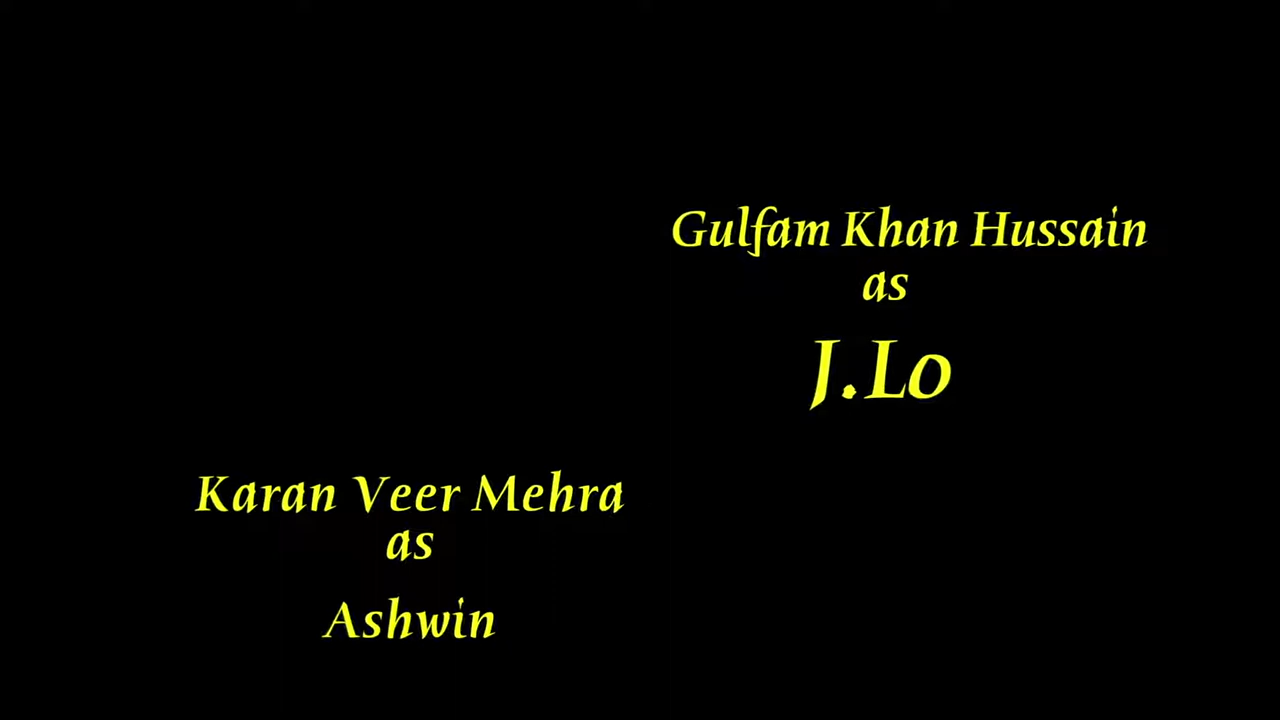 Gulfam Khan Hussain
as
J.Lo
Karan Veer Mehra
as
Ashwin